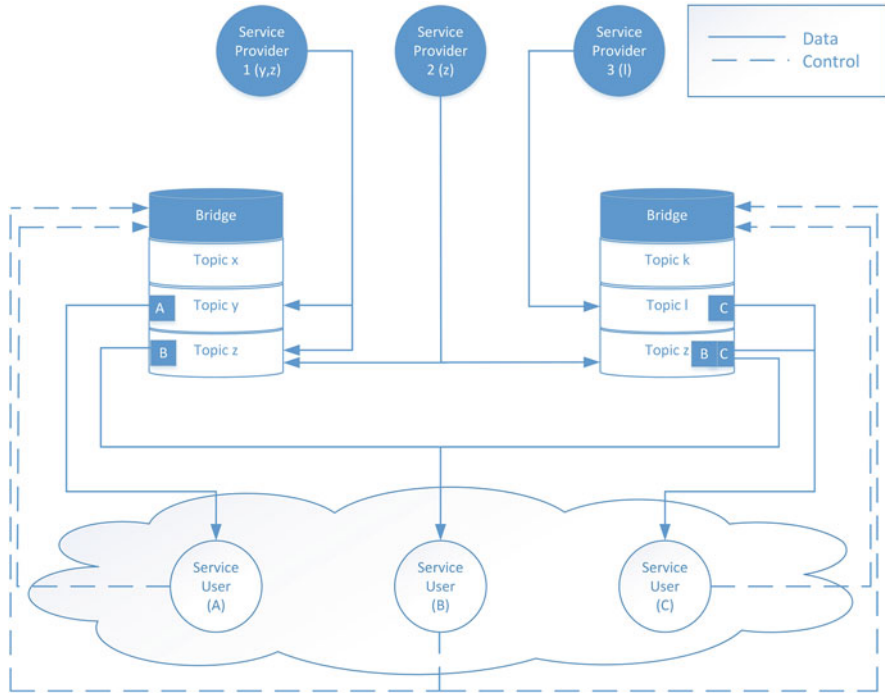 Service
Provider
1 (y,z)
Service
Provider
2 (z)
Service
Provider
3 (l)
Data
Control
Bridge
Topic x
A
Topic y
B
Topic z
Bridge
Topic k
Topic l
C
Topic z
B
C
Service
User
(A)
Service
User
(B)
Service
User
(C)